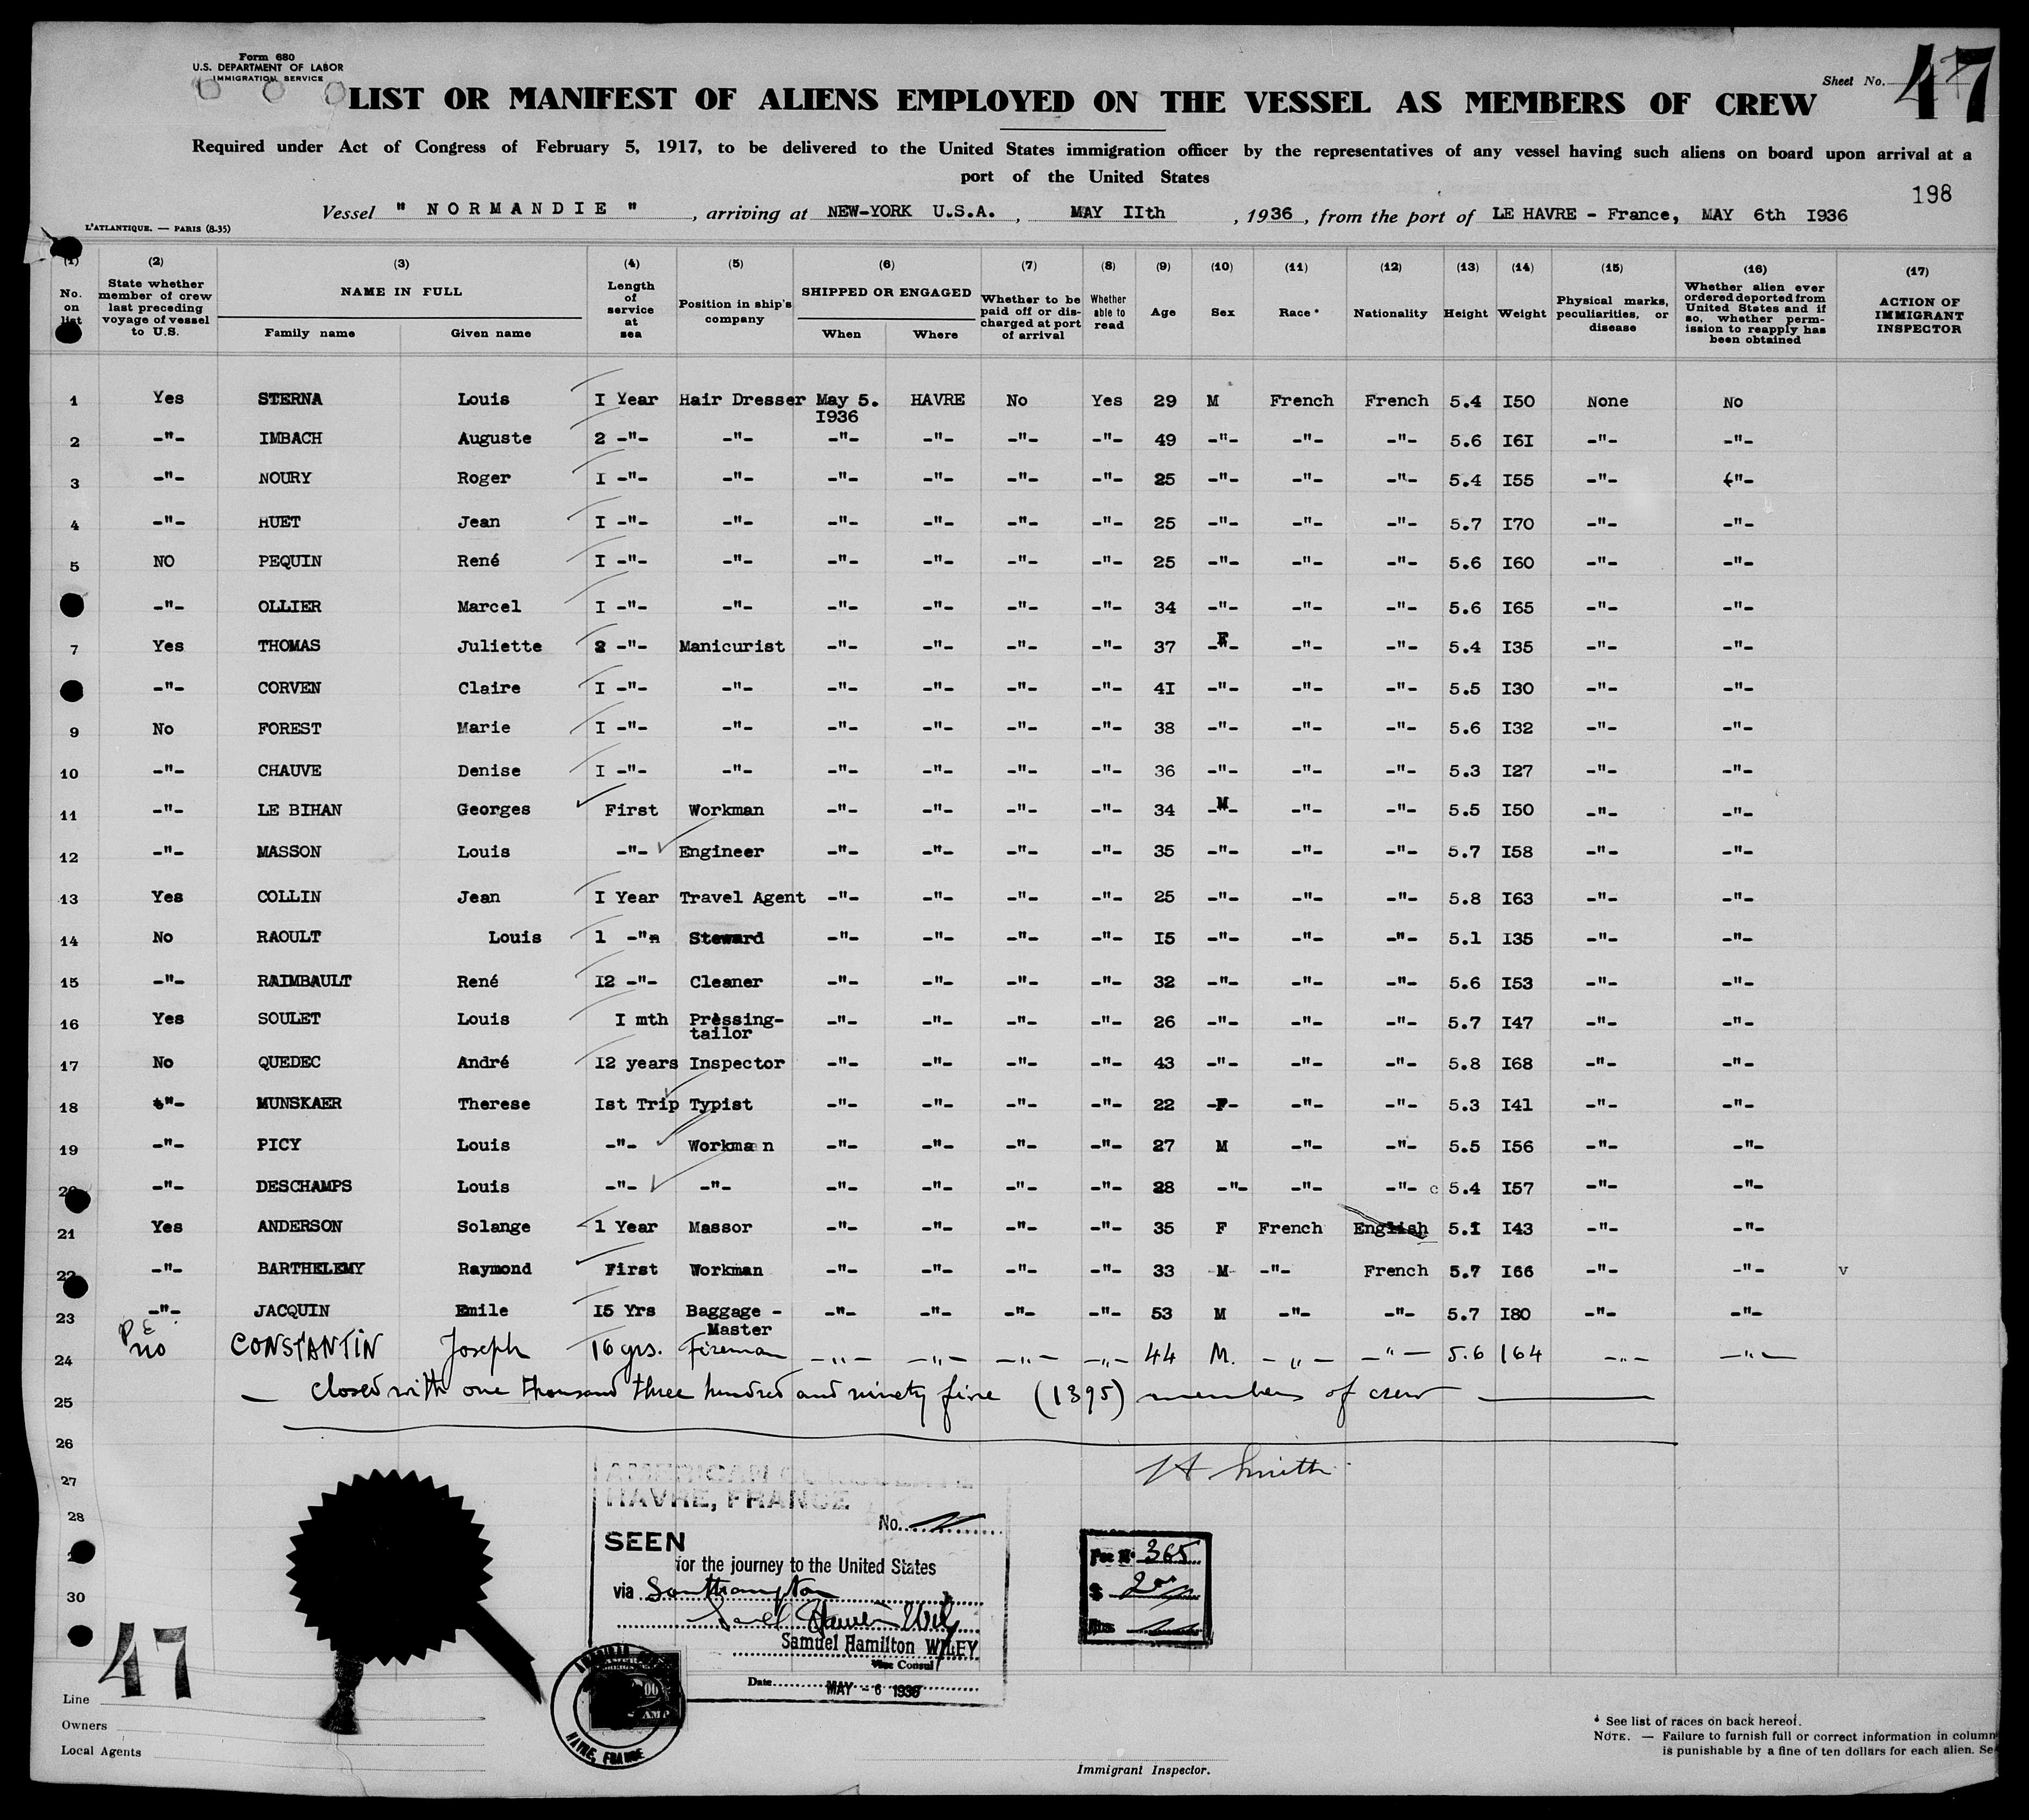 Form 680
U.S. DEPARTMENT OF LABOR
IMMIGRATION SERVICE
Sheet No. 47
LIST OR MANIFEST OF ALIENS EMPLOYED ON THE VESSEL AS MEMBERS OF CREW
Required under Act of Congress of February 5, 1917, to be delivered to the United States immigration officer by the representatives of any vessel having such aliens on board upon arrival at a
port of the United States
198
Vessel " NORMANDIE ", arriving at NEW-YORK U.S.A., MAY IIth, 1936, from the port of LE HAVRE - France, MAY 6th I936
L'ATLANTIQUE. — PARIS (8-35)
(1) No. on list
(2) State whether member of crew last preceding voyage of vessel to U.S.
(3) NAME IN FULL Family name Given name
(4) Length of service at sea
(5) Position in ship's company
(6) SHIPPED OR ENGAGED When Where
(7) Whether to be paid off or discharged at port of arrival
(8) Whether able to read
(9) Age
(10) Sex
(11) Race *
(12) Nationality
(13) Height
(14) Weight
(15) Physical marks, peculiarities, or disease
(16) Whether alien ever ordered deported from United States and if so, whether permission to reapply has been obtained
(17) ACTION OF IMMIGRANT INSPECTOR
1 Yes STERNA Louis I Year Hair Dresser May 5. I936 HAVRE No Yes 29 M French French 5.4 I50 None No
2 -"- IMBACH Auguste 2 -"- -"- -"- -"- -"- -"- 49 -"- -"- -"- 5.6 I6I -"- -"-
3 -"- NOURY Roger I -"- -"- -"- -"- -"- -"- 25 -"- -"- -"- 5.4 I55 -"- -"-
4 -"- HUET Jean I -"- -"- -"- -"- -"- -"- 25 -"- -"- -"- 5.7 I70 -"- -"-
5 NO PEQUIN René I -"- -"- -"- -"- -"- -"- 25 -"- -"- -"- 5.6 I60 -"- -"-
-"- OLLIER Marcel I -"- -"- -"- -"- -"- -"- 34 -"- -"- -"- 5.6 I65 -"- -"-
7 Yes THOMAS Juliette 2 -"- Manicurist -"- -"- -"- -"- 37 F -"- -"- 5.4 I35 -"- -"-
-"- CORVEN Claire I -"- -"- -"- -"- -"- -"- 4I -"- -"- -"- 5.5 I30 -"- -"-
9 No FOREST Marie I -"- -"- -"- -"- -"- -"- 38 -"- -"- -"- 5.6 I32 -"- -"-
10 -"- CHAUVE Denise I -"- -"- -"- -"- -"- -"- 36 -"- -"- -"- 5.3 I27 -"- -"-
11 -"- LE BIHAN Georges First Workman -"- -"- -"- -"- 34 M -"- -"- 5.5 I50 -"- -"-
12 -"- MASSON Louis -"- Engineer -"- -"- -"- -"- 35 -"- -"- -"- 5.7 I58 -"- -"-
13 Yes COLLIN Jean I Year Travel Agent -"- -"- -"- -"- 25 -"- -"- -"- 5.8 I63 -"- -"-
14 No RAOULT Louis 1 -"- Steward -"- -"- -"- -"- I5 -"- -"- -"- 5.1 I35 -"- -"-
15 -"- RAIMBAULT René I2 -"- Cleaner -"- -"- -"- -"- 32 -"- -"- -"- 5.6 I53 -"- -"-
16 Yes SOULET Louis I mth Pressing-tailor -"- -"- -"- -"- 26 -"- -"- -"- 5.7 I47 -"- -"-
17 No QUEDEC André I2 years Inspector -"- -"- -"- -"- 43 -"- -"- -"- 5.8 I68 -"- -"-
18 -"- MUNSKAER Therese Ist Trip Typist -"- -"- -"- -"- 22 -F- -"- -"- 5.3 I41 -"- -"-
19 -"- PICY Louis -"- Workman -"- -"- -"- -"- 27 M -"- -"- 5.5 I56 -"- -"-
20 -"- DESCHAMPS Louis -"- -"- -"- -"- -"- -"- 28 -"- -"- -"- c 5.4 I57 -"- -"-
21 Yes ANDERSON Solange 1 Year Massor -"- -"- -"- -"- 35 F French English 5.I I43 -"- -"-
22 -"- BARTHELEMY Raymond First Workman -"- -"- -"- -"- 33 M -"- French 5.7 I66 -"- -"- v
23 -"- JACQUIN Emile I5 Yrs Baggage - Master -"- -"- -"- -"- 53 M -"- -"- 5.7 I80 -"- -"-
24 PE no CONSTANTIN Joseph 16 yrs. Fireman -"- -"- -"- -"- 44 M. -"- -"- 5.6 164 -"- -"-
25 — closed with one thousand three hundred and ninety five (1395) members of crew —
26
H Smith
27
28
30
AMERICAN
HAVRE, FRANCE
No.
SEEN
for the journey to the United States
via Southampton
Samuel Hamilton WILEY
Vice Consul
Date MAY - 6 1936
Fee No 365
$ 2
HAVRE, FRANCE
47
Line
Owners
Local Agents
Immigrant Inspector.
* See list of races on back hereof.
NOTE. — Failure to furnish full or correct information in column
is punishable by a fine of ten dollars for each alien. Se